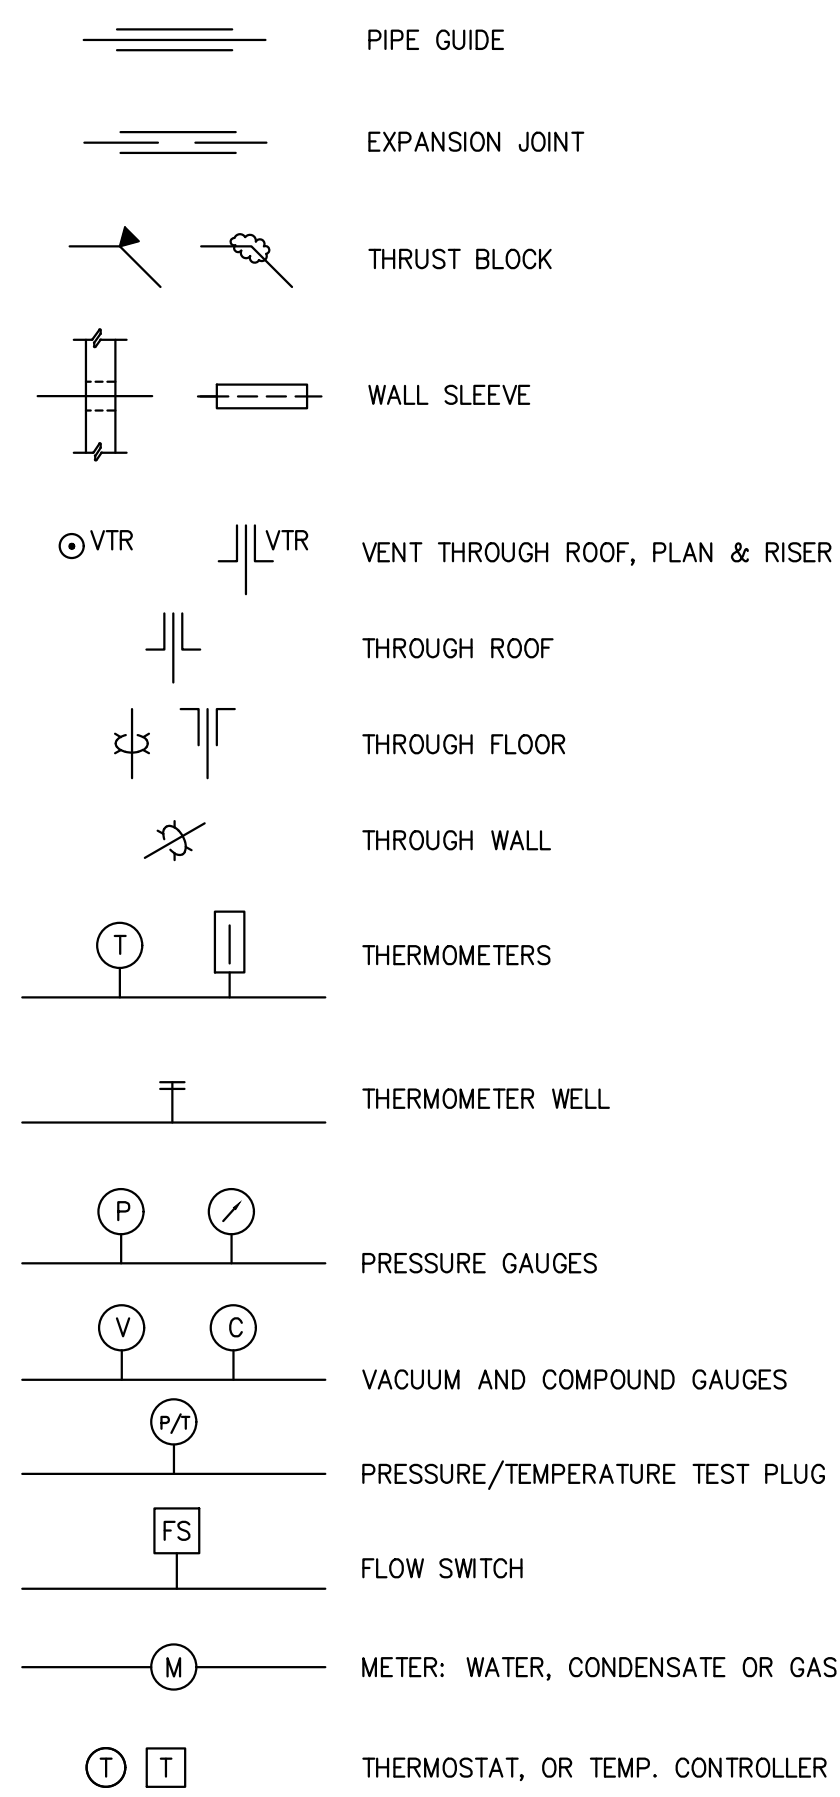 PIPE GUIDE
EXPANSION JOINT
THRUST BLOCK
WALL SLEEVE
VTR VTR VENT THROUGH ROOF, PLAN & RISER
THROUGH ROOF
THROUGH FLOOR
THROUGH WALL
T THERMOMETERS
THERMOMETER WELL
P PRESSURE GAUGES
V C VACUUM AND COMPOUND GAUGES
P/T PRESSURE/TEMPERATURE TEST PLUG
FS FLOW SWITCH
M METER: WATER, CONDENSATE OR GAS
T T THERMOSTAT, OR TEMP. CONTROLLER